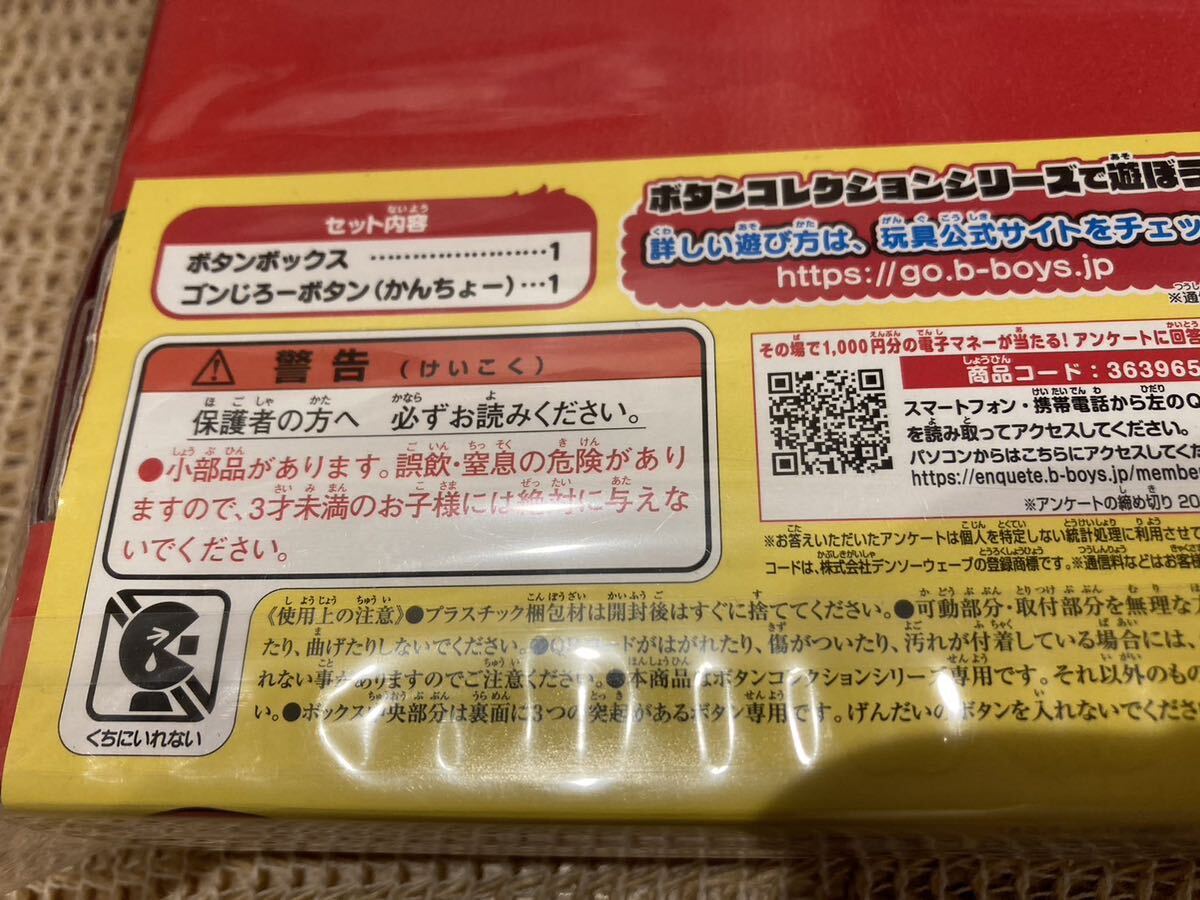 セット内容
ボタンボックス …………………1
ゴンじろーボタン（かんちょー）…1
ボタンコレクションシリーズで遊ぼう
詳しい遊び方は、玩具公式サイトをチェッ
https://go.b-boys.jp
※通信
警告（けいこく）
保護者の方へ 必ずお読みください。
●小部品があります。誤飲・窒息の危険があり
ますので、3才未満のお子様には絶対に与えな
いでください。
その場で1,000円分の電子マネーが当たる！アンケートに回答
商品コード：363965
スマートフォン・携帯電話から左のQ
を読み取ってアクセスしてください。
パソコンからはこちらにアクセスしてくだ
https://enquete.b-boys.jp/membe
※アンケートの締め切り 20
※お答えいただいたアンケートは個人を特定しない統計処理に利用させて
コードは、株式会社デンソーウェーブの登録商標です。※通信料などはお客様
くちにいれない
《使用上の注意》●プラスチック梱包材は開封後はすぐに捨ててください。●可動部分・取付部分を無理な
たり、曲げたりしないでください。●QRコードがはがれたり、傷がついたり、汚れが付着している場合には、
れない事がありますのでご注意ください。●本商品はボタンコレクションシリーズ専用です。それ以外のもの
い。●ボックス中央部分は裏面に3つの突起があるボタン専用です。げんだいのボタンを入れないでくださ